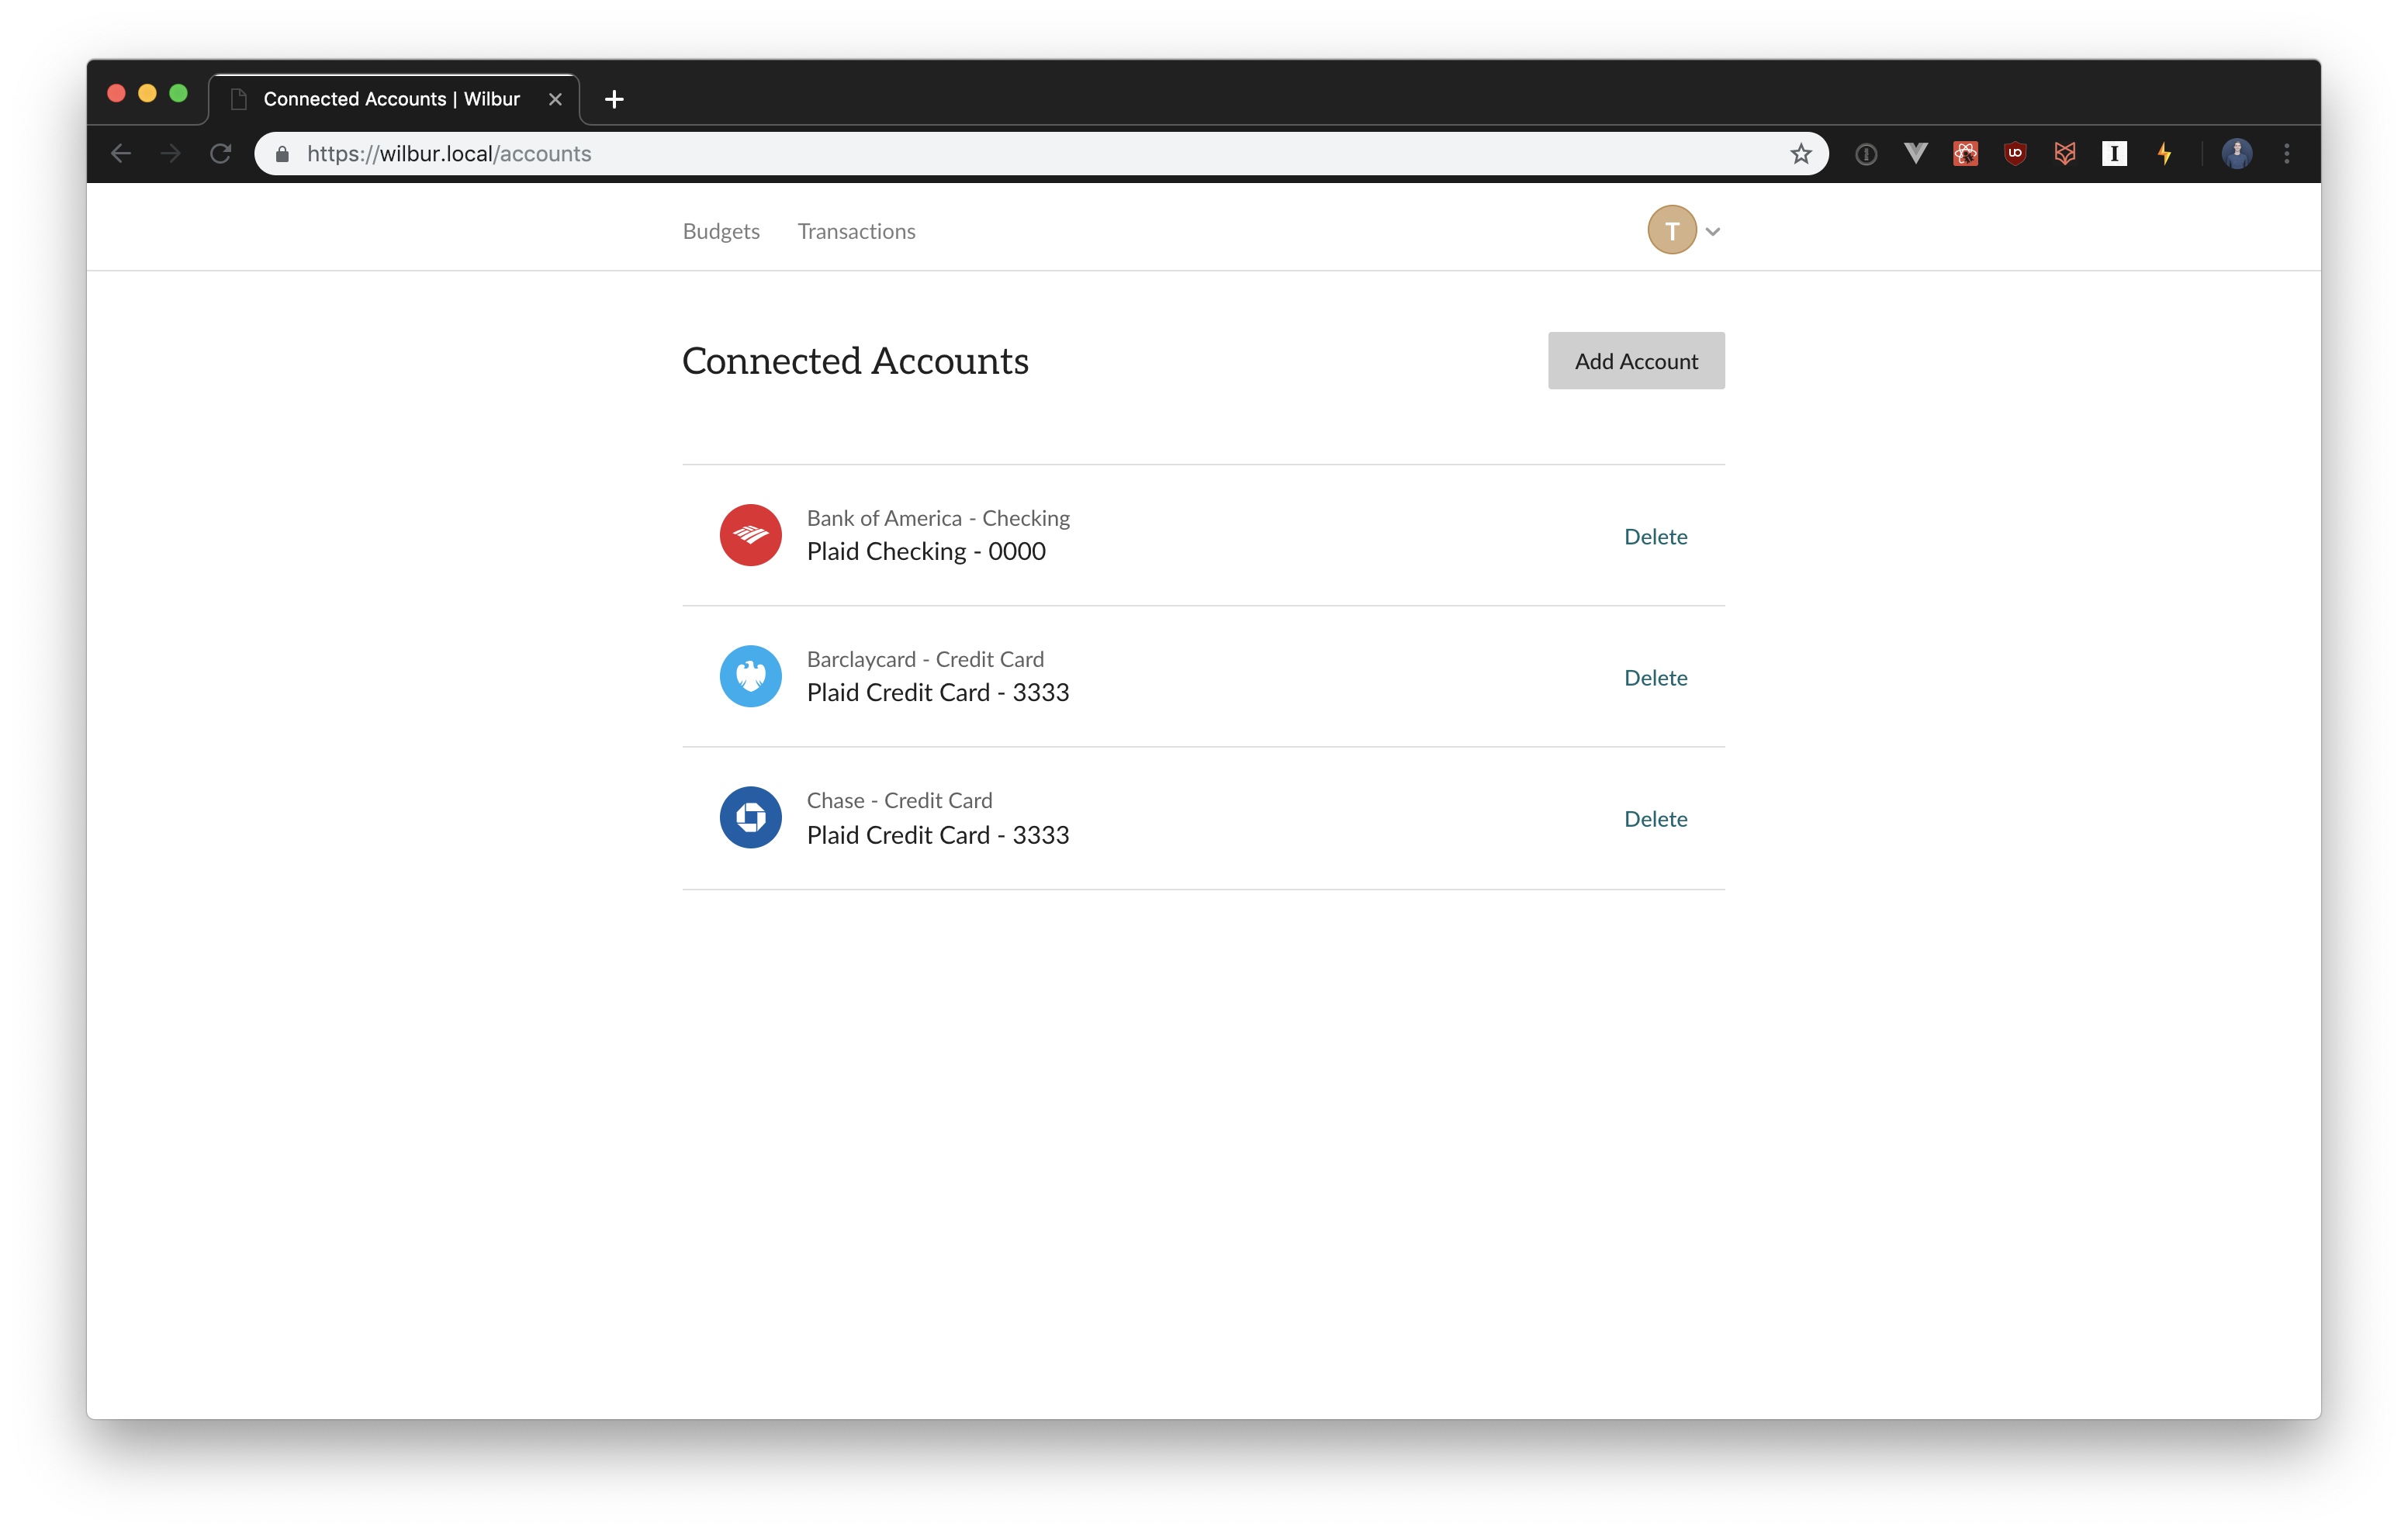 Connected Accounts | Wilbur
https://wilbur.local/accounts
Budgets Transactions T
Connected Accounts Add Account
Bank of America - Checking
Plaid Checking - 0000
Delete
Barclaycard - Credit Card
Plaid Credit Card - 3333
Delete
Chase - Credit Card
Plaid Credit Card - 3333
Delete